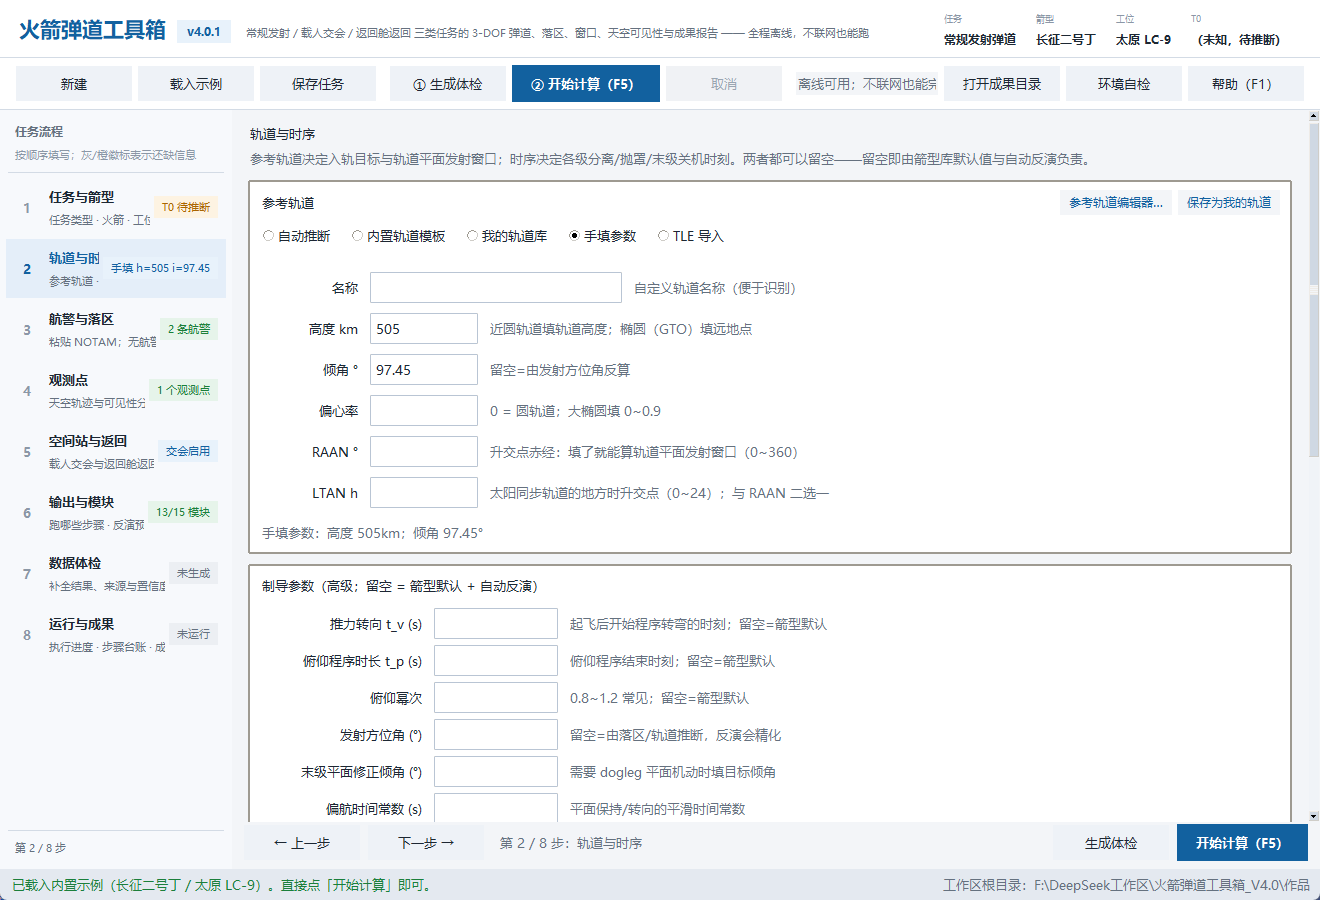 火箭弹道工具箱 v4.0.1 常规发射 / 载人交会 / 返回舱返回 三类任务的 3-DOF 弹道、落区、窗口、天空可见性与成果报告 —— 全程离线，不联网也能跑
任务 箭型 工位 T0
常规发射弹道 长征二号丁 太原 LC-9 （未知，待推断）
新建 载入示例 保存任务 ① 生成体检 ② 开始计算（F5） 取消 离线可用；不联网也能完 打开成果目录 环境自检 帮助（F1）
任务流程
按顺序填写；灰/橙徽标表示还缺信息
1 任务与箭型 T0 待推断
任务类型 · 火箭 · 工位
2 轨道与时 手填 h=505 i=97.45
参考轨道 ·
3 航警与落区 2 条航警
粘贴 NOTAM；无航警
4 观测点 1 个观测点
天空轨迹与可见性分
5 空间站与返回 交会启用
载人交会与返回舱返回
6 输出与模块 13/15 模块
跑哪些步骤 · 反演预
7 数据体检 未生成
补全结果、来源与置信度
8 运行与成果 未运行
执行进度 · 步骤台账 · 成
第 2 / 8 步
轨道与时序
参考轨道决定入轨目标与轨道平面发射窗口；时序决定各级分离/抛罩/末级关机时刻。两者都可以留空——留空即由箭型库默认值与自动反演负责。
参考轨道 参考轨道编辑器... 保存为我的轨道
自动推断 内置轨道模板 我的轨道库 手填参数 TLE 导入
名称 自定义轨道名称（便于识别）
高度 km 505 近圆轨道填轨道高度；椭圆（GTO）填远地点
倾角 ° 97.45 留空=由发射方位角反算
偏心率 0 = 圆轨道；大椭圆填 0~0.9
RAAN ° 升交点赤经：填了就能算轨道平面发射窗口（0~360）
LTAN h 太阳同步轨道的地方时升交点（0~24）；与 RAAN 二选一
手填参数：高度 505km；倾角 97.45°
制导参数（高级；留空 = 箭型默认 + 自动反演）
推力转向 t_v (s) 起飞后开始程序转弯的时刻；留空=箭型默认
俯仰程序时长 t_p (s) 俯仰程序结束时刻；留空=箭型默认
俯仰幂次 0.8~1.2 常见；留空=箭型默认
发射方位角 (°) 留空=由落区/轨道推断，反演会精化
末级平面修正倾角 (°) 需要 dogleg 平面机动时填目标倾角
偏航时间常数 (s) 平面保持/转向的平滑时间常数
← 上一步 下一步 → 第 2 / 8 步：轨道与时序 生成体检 开始计算（F5）
已载入内置示例（长征二号丁 / 太原 LC-9）。直接点「开始计算」即可。 工作区根目录：F:\DeepSeek工作区\火箭弹道工具箱_V4.0\作品